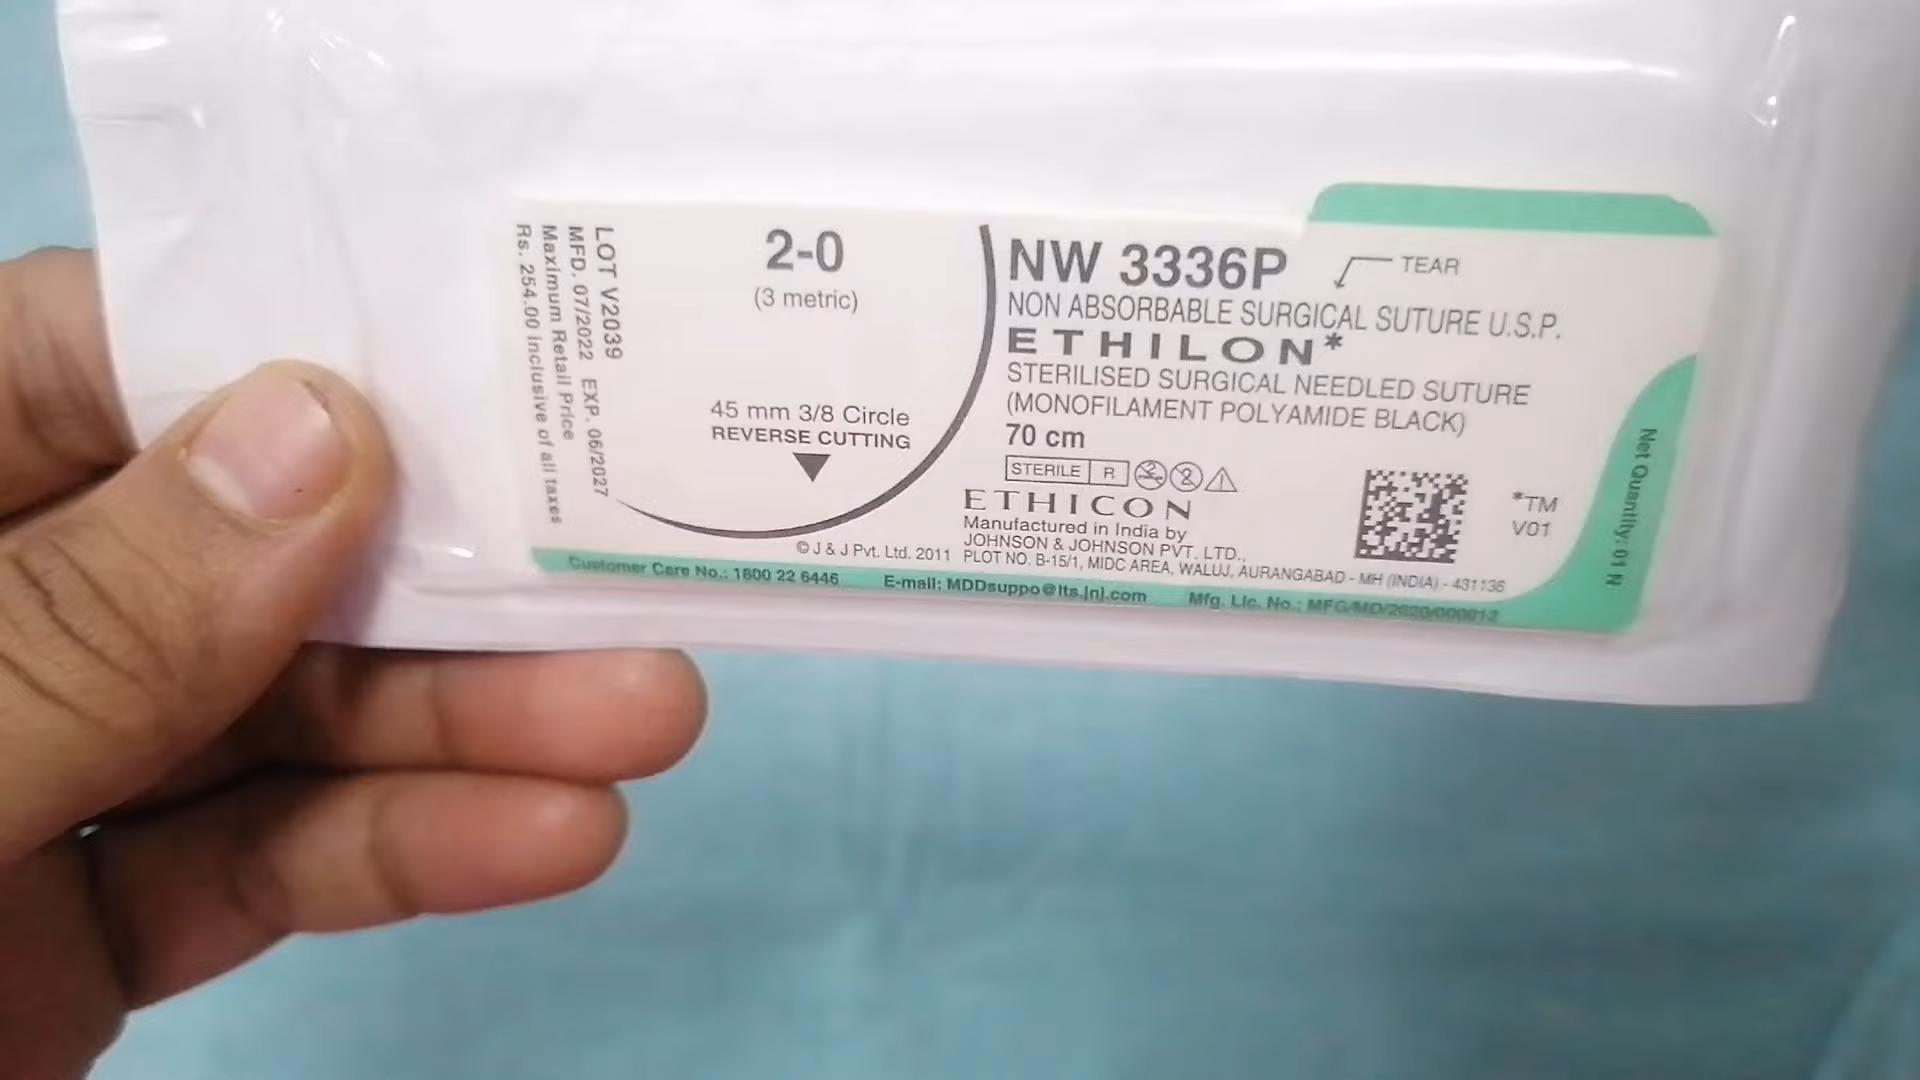 LOT V2039
MFD. 07/2022 EXP. 06/2027
Maximum Retail Price
Rs. 254.00 inclusive of all taxes
2-0
(3 metric)
45 mm 3/8 Circle
REVERSE CUTTING
© J & J Pvt. Ltd. 2011
NW 3336P
TEAR
NON ABSORBABLE SURGICAL SUTURE U.S.P.
ETHILON*
STERILISED SURGICAL NEEDLED SUTURE
(MONOFILAMENT POLYAMIDE BLACK)
70 cm
STERILE R
ETHICON
Manufactured in India by
JOHNSON & JOHNSON PVT. LTD.,
PLOT NO. B-15/1, MIDC AREA, WALUJ, AURANGABAD - MH (INDIA) - 431136
*TM
V01
Net Quantity: 01 N
Customer Care No.: 1800 22 6446 E-mail: MDDsuppo@its.jnj.com Mfg. Lic. No.: MFG/MD/2020/000012